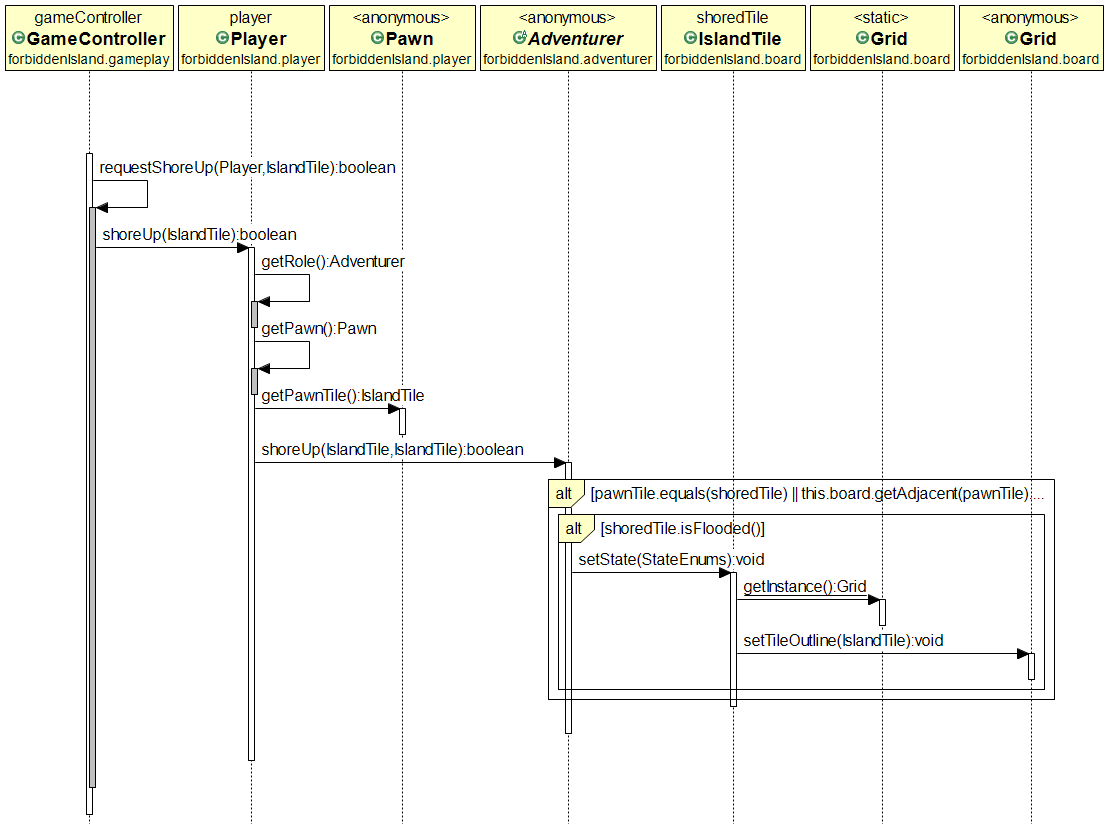 gameController
GameController
forbiddenIsland.gameplay
player
Player
forbiddenIsland.player
<anonymous>
Pawn
forbiddenIsland.player
<anonymous>
Adventurer
forbiddenIsland.adventurer
shoredTile
IslandTile
forbiddenIsland.board
<static>
Grid
forbiddenIsland.board
<anonymous>
Grid
forbiddenIsland.board
requestShoreUp(Player,IslandTile):boolean
shoreUp(IslandTile):boolean
getRole():Adventurer
getPawn():Pawn
getPawnTile():IslandTile
shoreUp(IslandTile,IslandTile):boolean
alt [pawnTile.equals(shoredTile) || this.board.getAdjacent(pawnTile)....
alt [shoredTile.isFlooded()]
setState(StateEnums):void
getInstance():Grid
setTileOutline(IslandTile):void